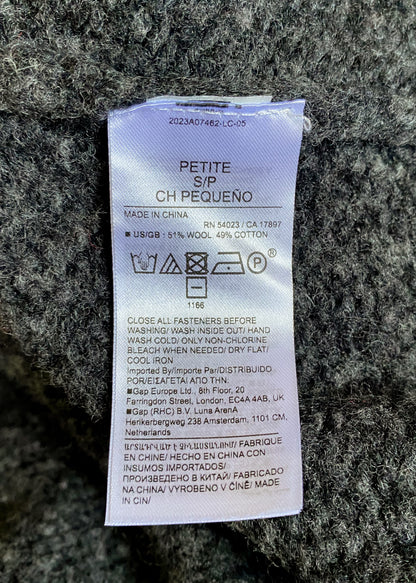 2023A07462-LC-05
PETITE
S/P
CH PEQUEÑO
MADE IN CHINA
RN 54023 / CA 17897
■ US/GB : 51% WOOL, 49% COTTON
P
1166
CLOSE ALL FASTENERS BEFORE
WASHING/ WASH INSIDE OUT/ HAND
WASH COLD/ ONLY NON-CHLORINE
BLEACH WHEN NEEDED/ DRY FLAT/
COOL IRON
Imported By/Importe Par/DISTRIBUIDO
POR/ΕΙΣΑΓΕΤΑΙ ΑΠΟ ΤΗΝ:
■Gap Europe Ltd., 8th Floor, 20
Farringdon Street, London, EC4A 4AB, UK
■Gap (RHC) B.V. Luna ArenA
Herikerbergweg 238 Amsterdam, 1101 CM,
Netherlands
ԱՐՏԱԴՐՎԱԾ Է ՉԻՆԱՍՏԱՆՈՒՄ/ FABRIQUE
EN CHINE/ HECHO EN CHINA CON
INSUMOS IMPORTADOS/
ПРОИЗВЕДЕНО В КИТАЙ/ FABRICADO
NA CHINA/ VYROBENO V ČÍNĚ/ MADE
IN CIN/